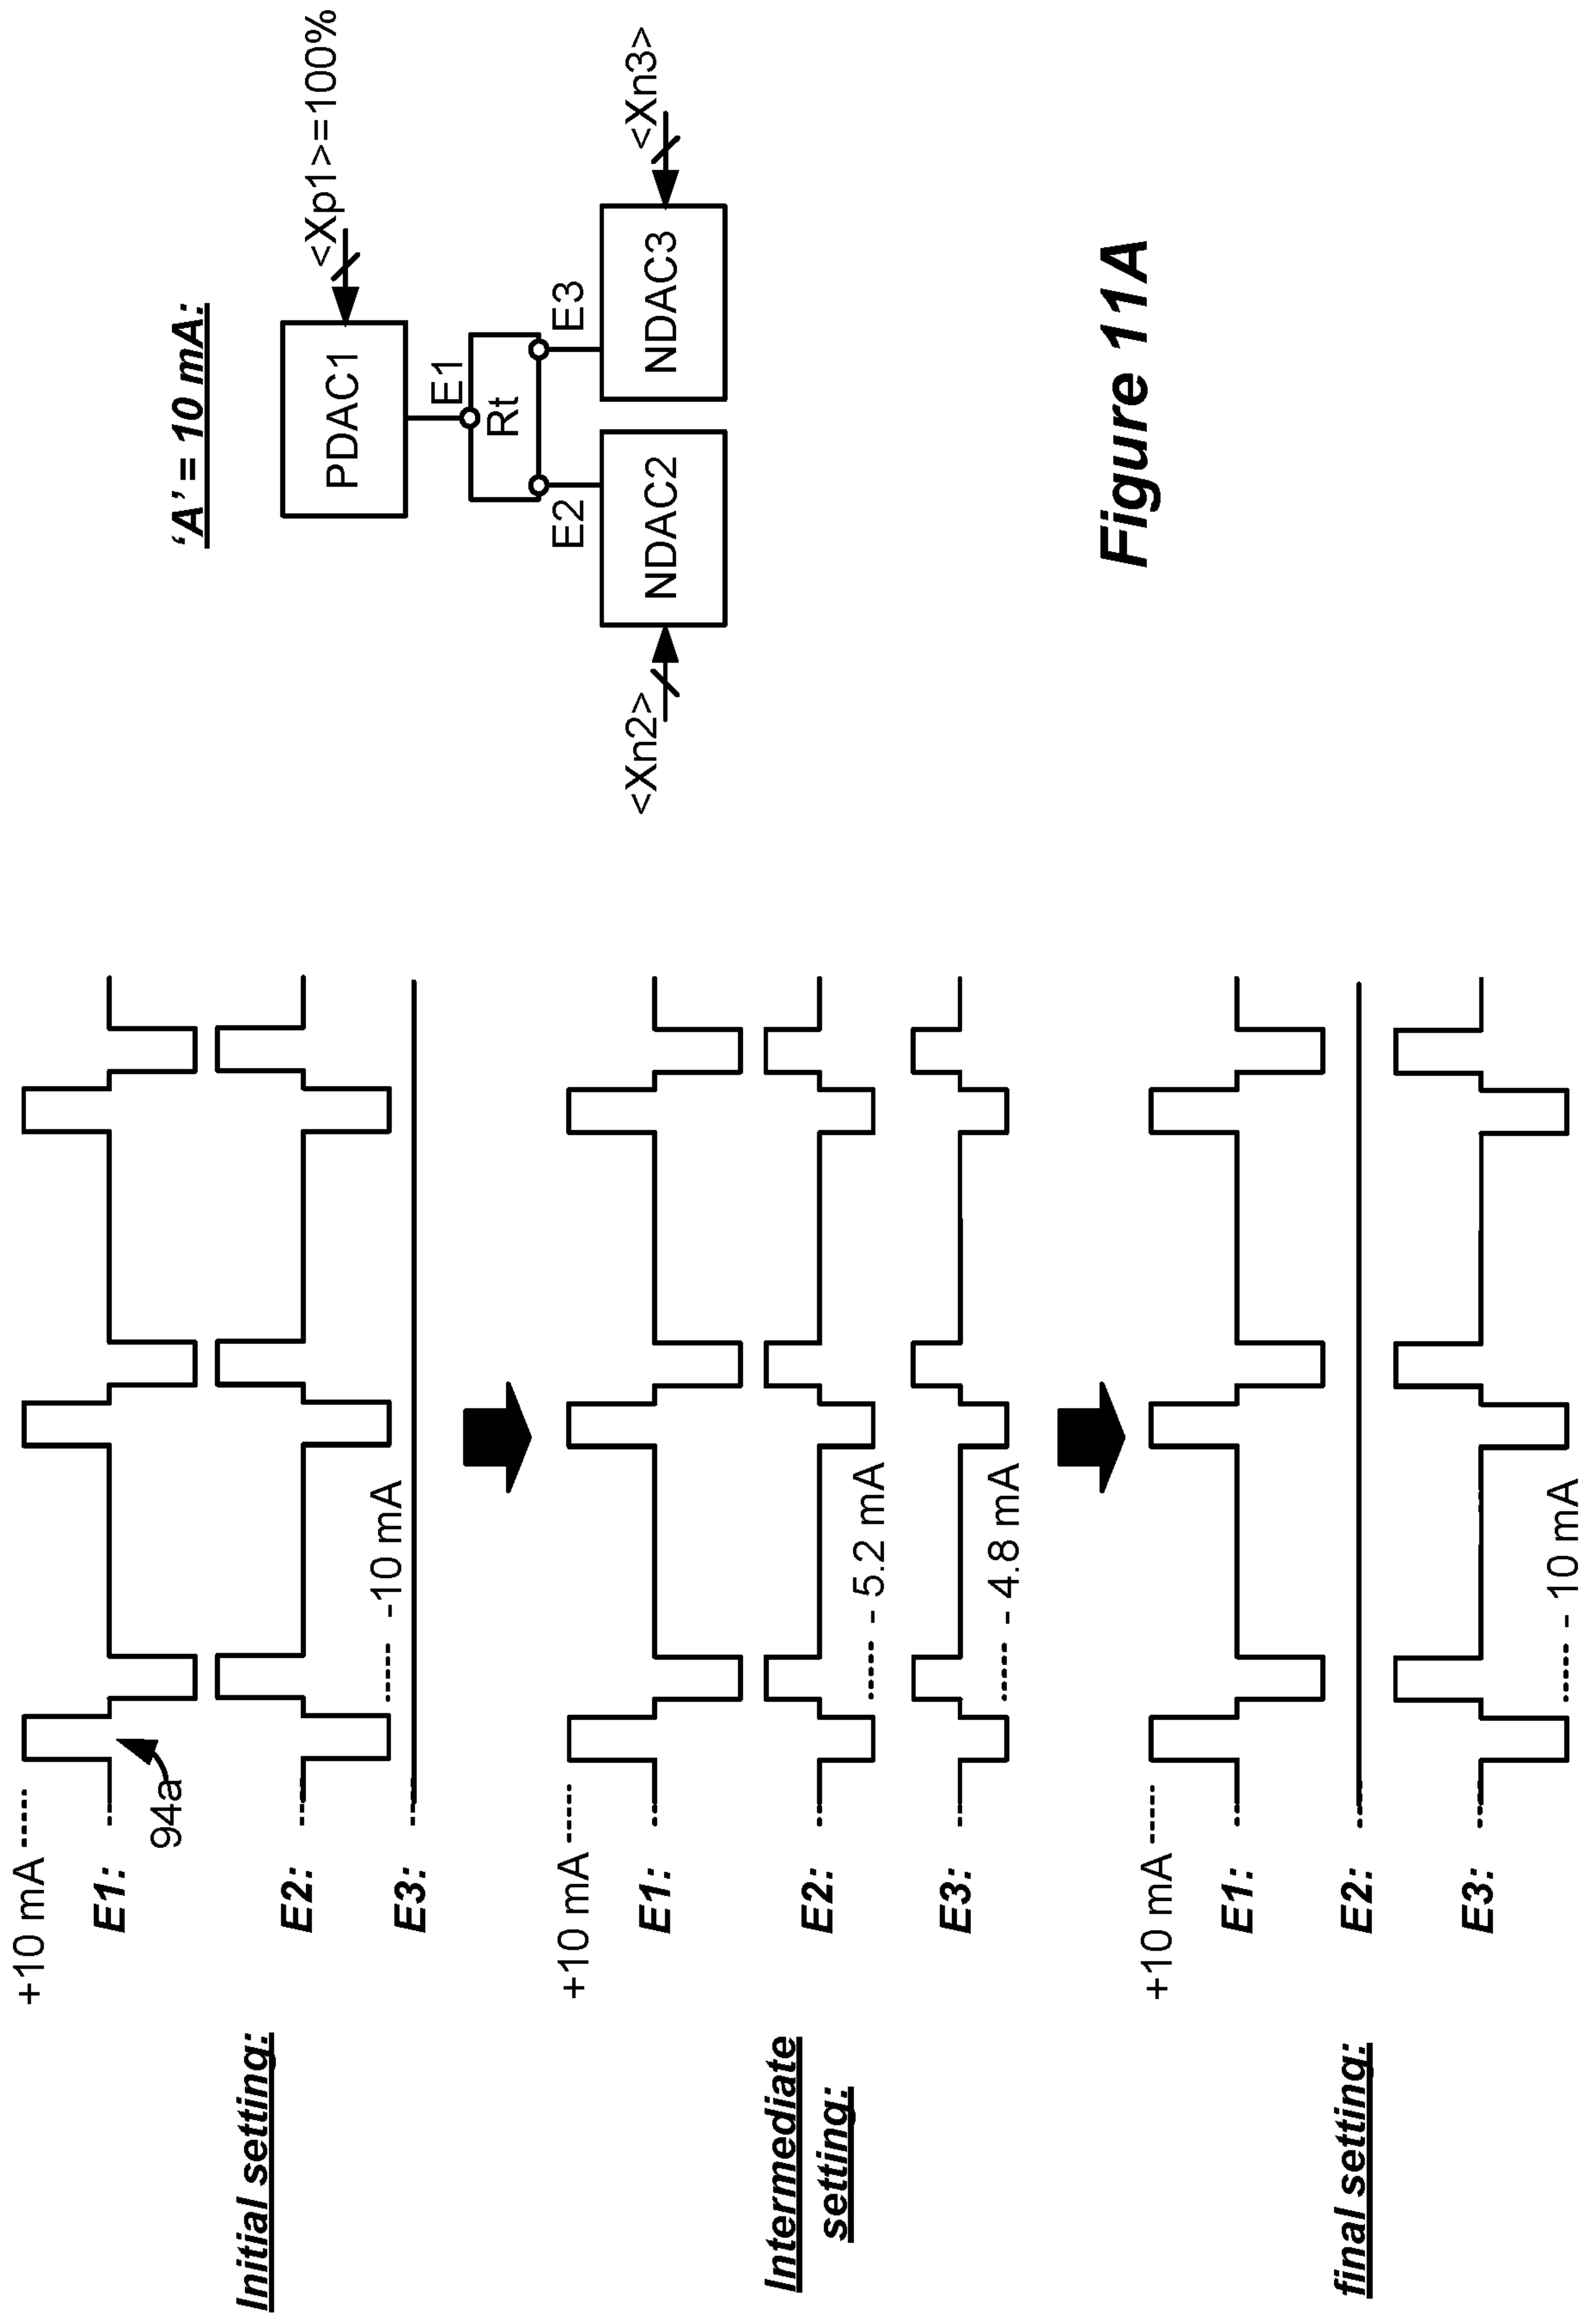 Initial setting:
+10 mA
E1:
94a
E2:
-10 mA
E3:
Intermediate
setting:
+10 mA
E1:
E2:
- 5.2 mA
E3:
- 4.8 mA
final setting:
+10 mA
E1:
E2:
E3:
- 10 mA
‘A’ = 10 mA:
PDAC1
<Xp1>=100%
E1
Rt
E2
E3
<Xn2>
NDAC2
NDAC3
<Xn3>
Figure 11A